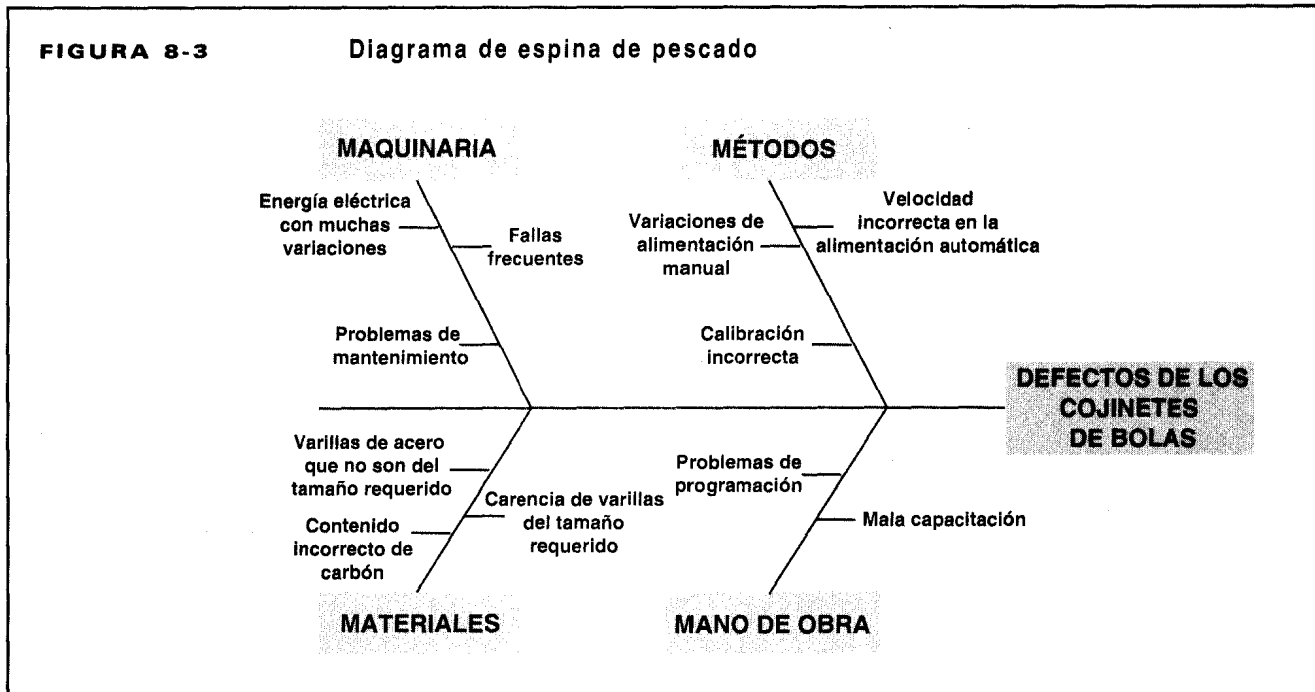 FIGURA 8-3 Diagrama de espina de pescado
MAQUINARIA
MÉTODOS
Energía eléctrica
con muchas
variaciones
Fallas
frecuentes
Problemas de
mantenimiento
Variaciones de
alimentación
manual
Velocidad
incorrecta en la
alimentación automática
Calibración
incorrecta
DEFECTOS DE LOS
COJINETES
DE BOLAS
Varillas de acero
que no son del
tamaño requerido
Carencia de varillas
del tamaño
requerido
Contenido
incorrecto de
carbón
Problemas de
programación
Mala capacitación
MATERIALES
MANO DE OBRA